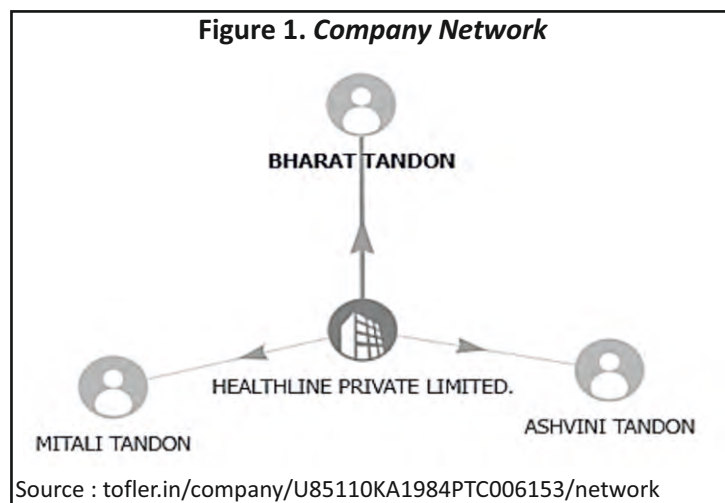 Figure 1. Company Network
BHARAT TANDON
HEALTHLINE PRIVATE LIMITED.
MITALI TANDON
ASHVINI TANDON
Source : tofler.in/company/U85110KA1984PTC006153/network